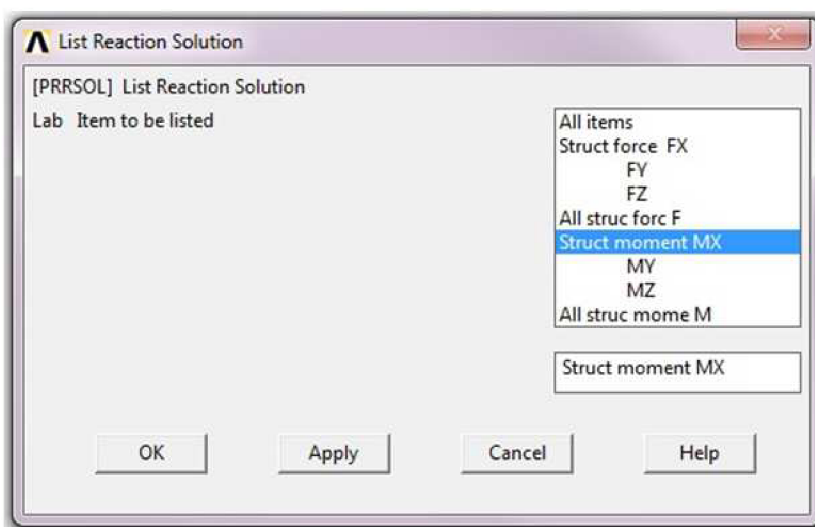 List Reaction Solution
[PRRSOL] List Reaction Solution
Lab Item to be listed
All items
Struct force FX
FY
FZ
All struc forc F
Struct moment MX
MY
MZ
All struc mome M
Struct moment MX
OK Apply Cancel Help